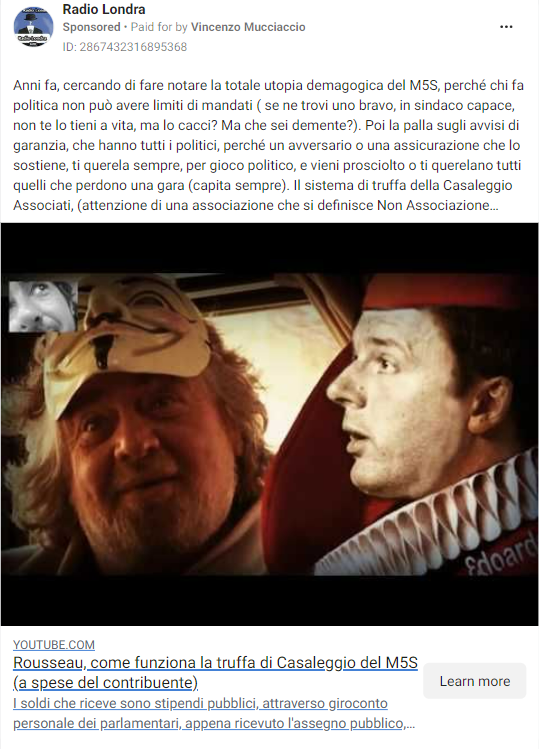 Radio Londra
Sponsored • Paid for by Vincenzo Mucciaccio
ID: 2867432316895368
Anni fa, cercando di fare notare la totale utopia demagogica del M5S, perché chi fa
politica non può avere limiti di mandati ( se ne trovi uno bravo, in sindaco capace,
non te lo tieni a vita, ma lo cacci? Ma che sei demente?). Poi la palla sugli avvisi di
garanzia, che hanno tutti i politici, perché un avversario o una assicurazione che lo
sostiene, ti querela sempre, per gioco politico, e vieni prosciolto o ti querelano tutti
quelli che perdono una gara (capita sempre). Il sistema di truffa della Casaleggio
Associati, (attenzione di una associazione che si definisce Non Associazione...
Edoard
YOUTUBE.COM
Rousseau, come funziona la truffa di Casaleggio del M5S
(a spese del contribuente)
Learn more
I soldi che riceve sono stipendi pubblici, attraverso giroconto
personale dei parlamentari, appena ricevuto l'assegno pubblico,...